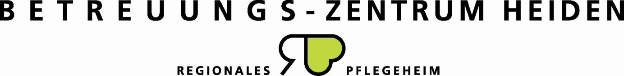 BETREUUNGS-ZENTRUM HEIDEN
REGIONALES PFLEGEHEIM